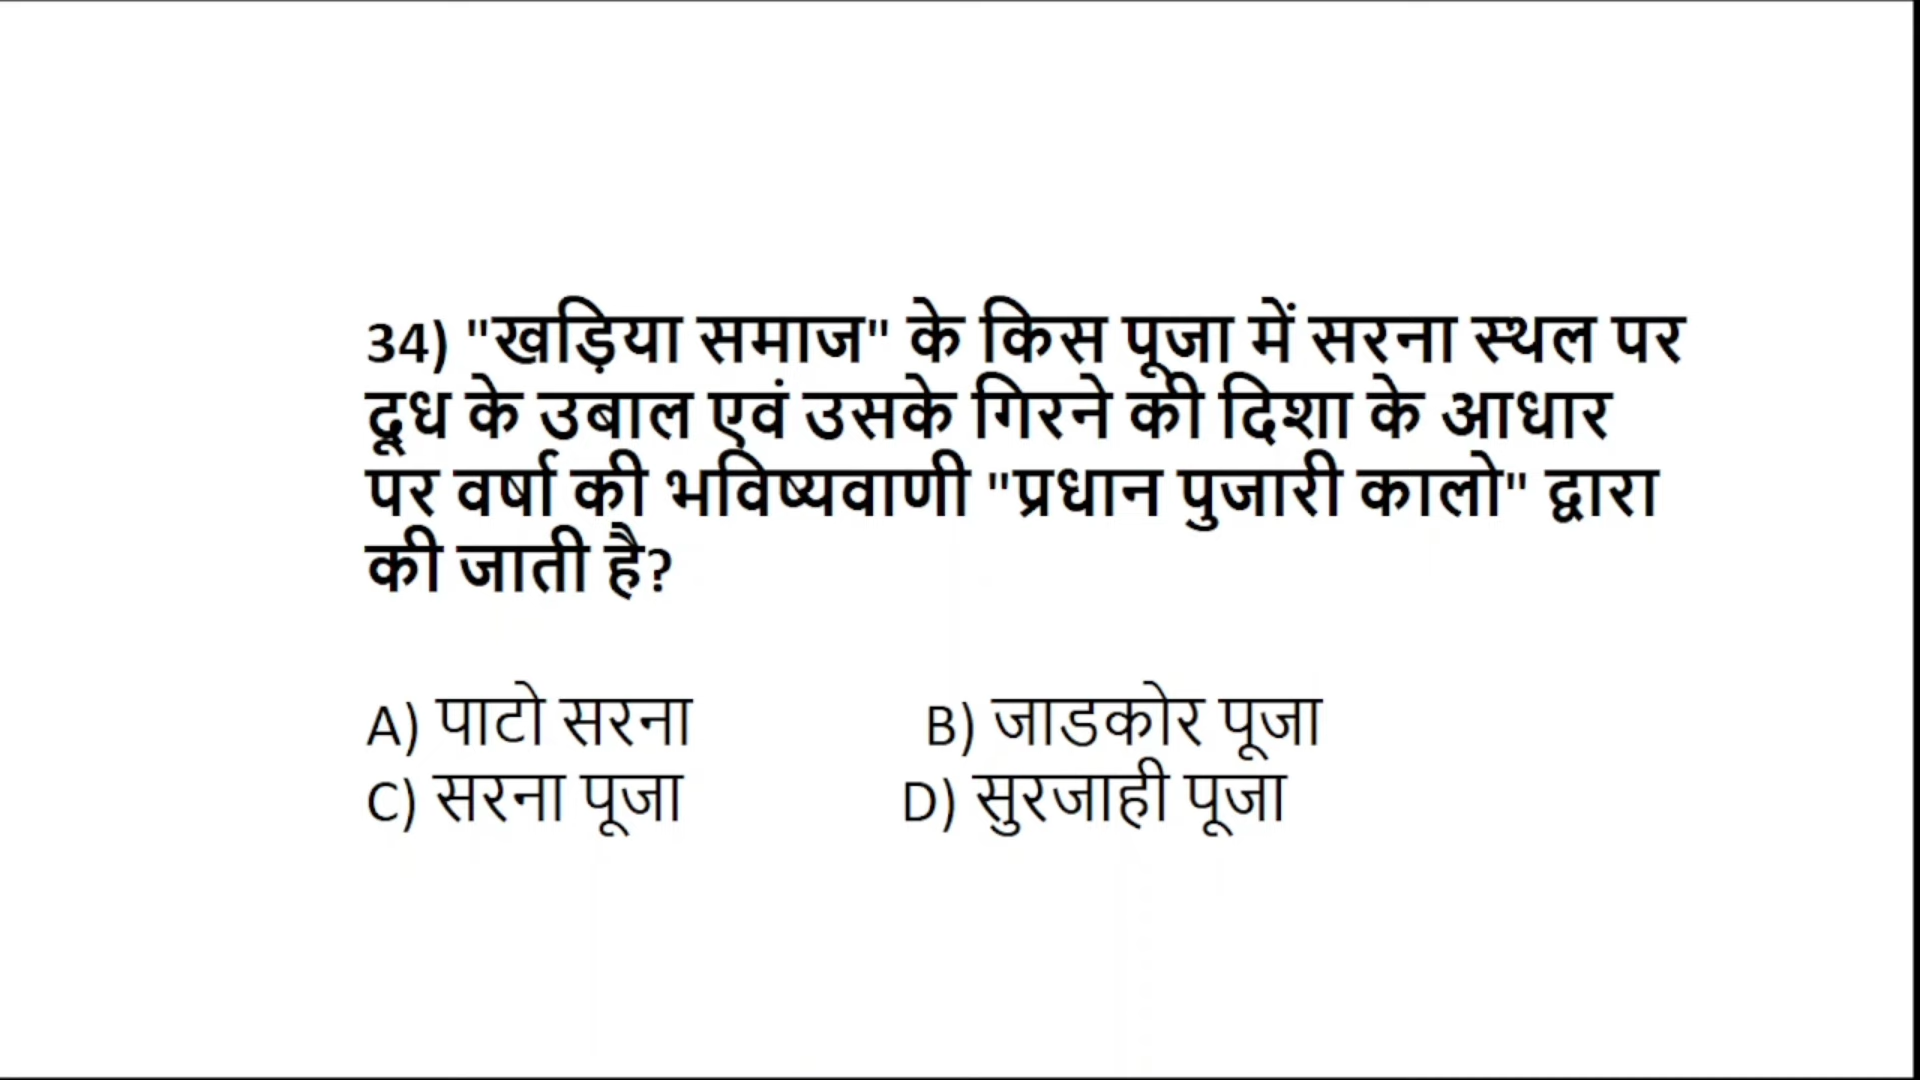 34) "खड़िया समाज" के किस पूजा में सरना स्थल पर
दूध के उबाल एवं उसके गिरने की दिशा के आधार
पर वर्षा की भविष्यवाणी "प्रधान पुजारी कालो" द्वारा
की जाती है?
A) पाटो सरना B) जाडकोर पूजा
C) सरना पूजा D) सुरजाही पूजा